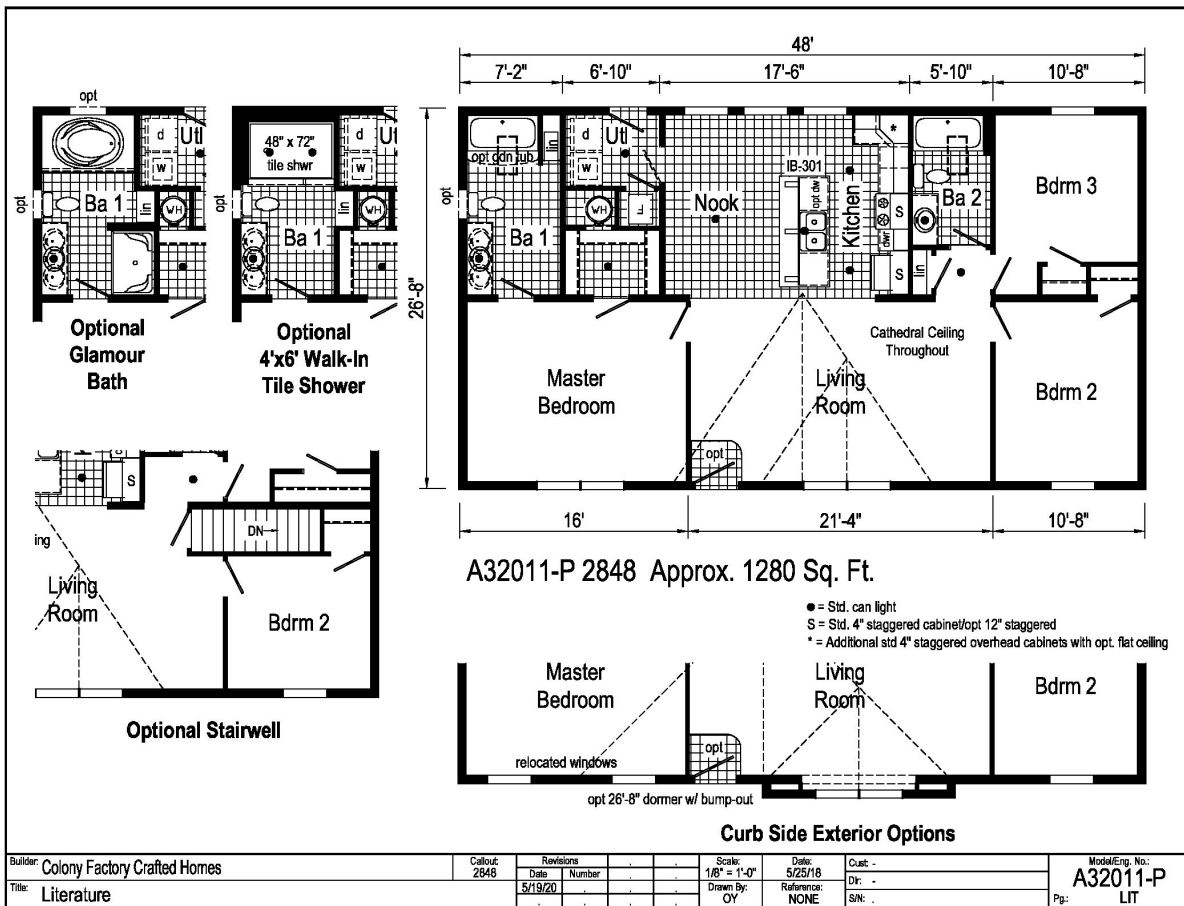 48'
7'-2"
6'-10"
17'-6"
5'-10"
10'-8"
opt
d
Utl
w
opt
Ba 1
lin
WH
Optional
Glamour
Bath
48" x 72"
tile shwr
d
Utl
w
opt
Ba 1
lin
WH
Optional
4'x6' Walk-In
Tile Shower
26'-8"
opt
opt gdn tub
lin
d
Utl
w
WH
F
Ba 1
Nook
IB-301
opt dw
Kitchen
*
S
dwr
S
Ba 2
lin
Bdrm 3
Cathedral Ceiling
Throughout
Master
Bedroom
Living
Room
Bdrm 2
opt
16'
21'-4"
10'-8"
S
DN
ing
Living
Room
Bdrm 2
Optional Stairwell
A32011-P 2848 Approx. 1280 Sq. Ft.
● = Std. can light
S = Std. 4" staggered cabinet/opt 12" staggered
* = Additional std 4" staggered overhead cabinets with opt. flat ceiling
Master
Bedroom
Living
Room
Bdrm 2
opt
relocated windows
opt 26'-8" dormer w/ bump-out
Curb Side Exterior Options
Builder: Colony Factory Crafted Homes
Title: Literature
Callout:
2848
Revisions
Date Number
5/19/20
Scale:
1/8" = 1'-0"
Drawn By:
OY
Date:
5/25/18
Reference:
NONE
Cust: -
Dlr: -
S/N: .
Model/Eng. No.:
A32011-P
Pg.: LIT